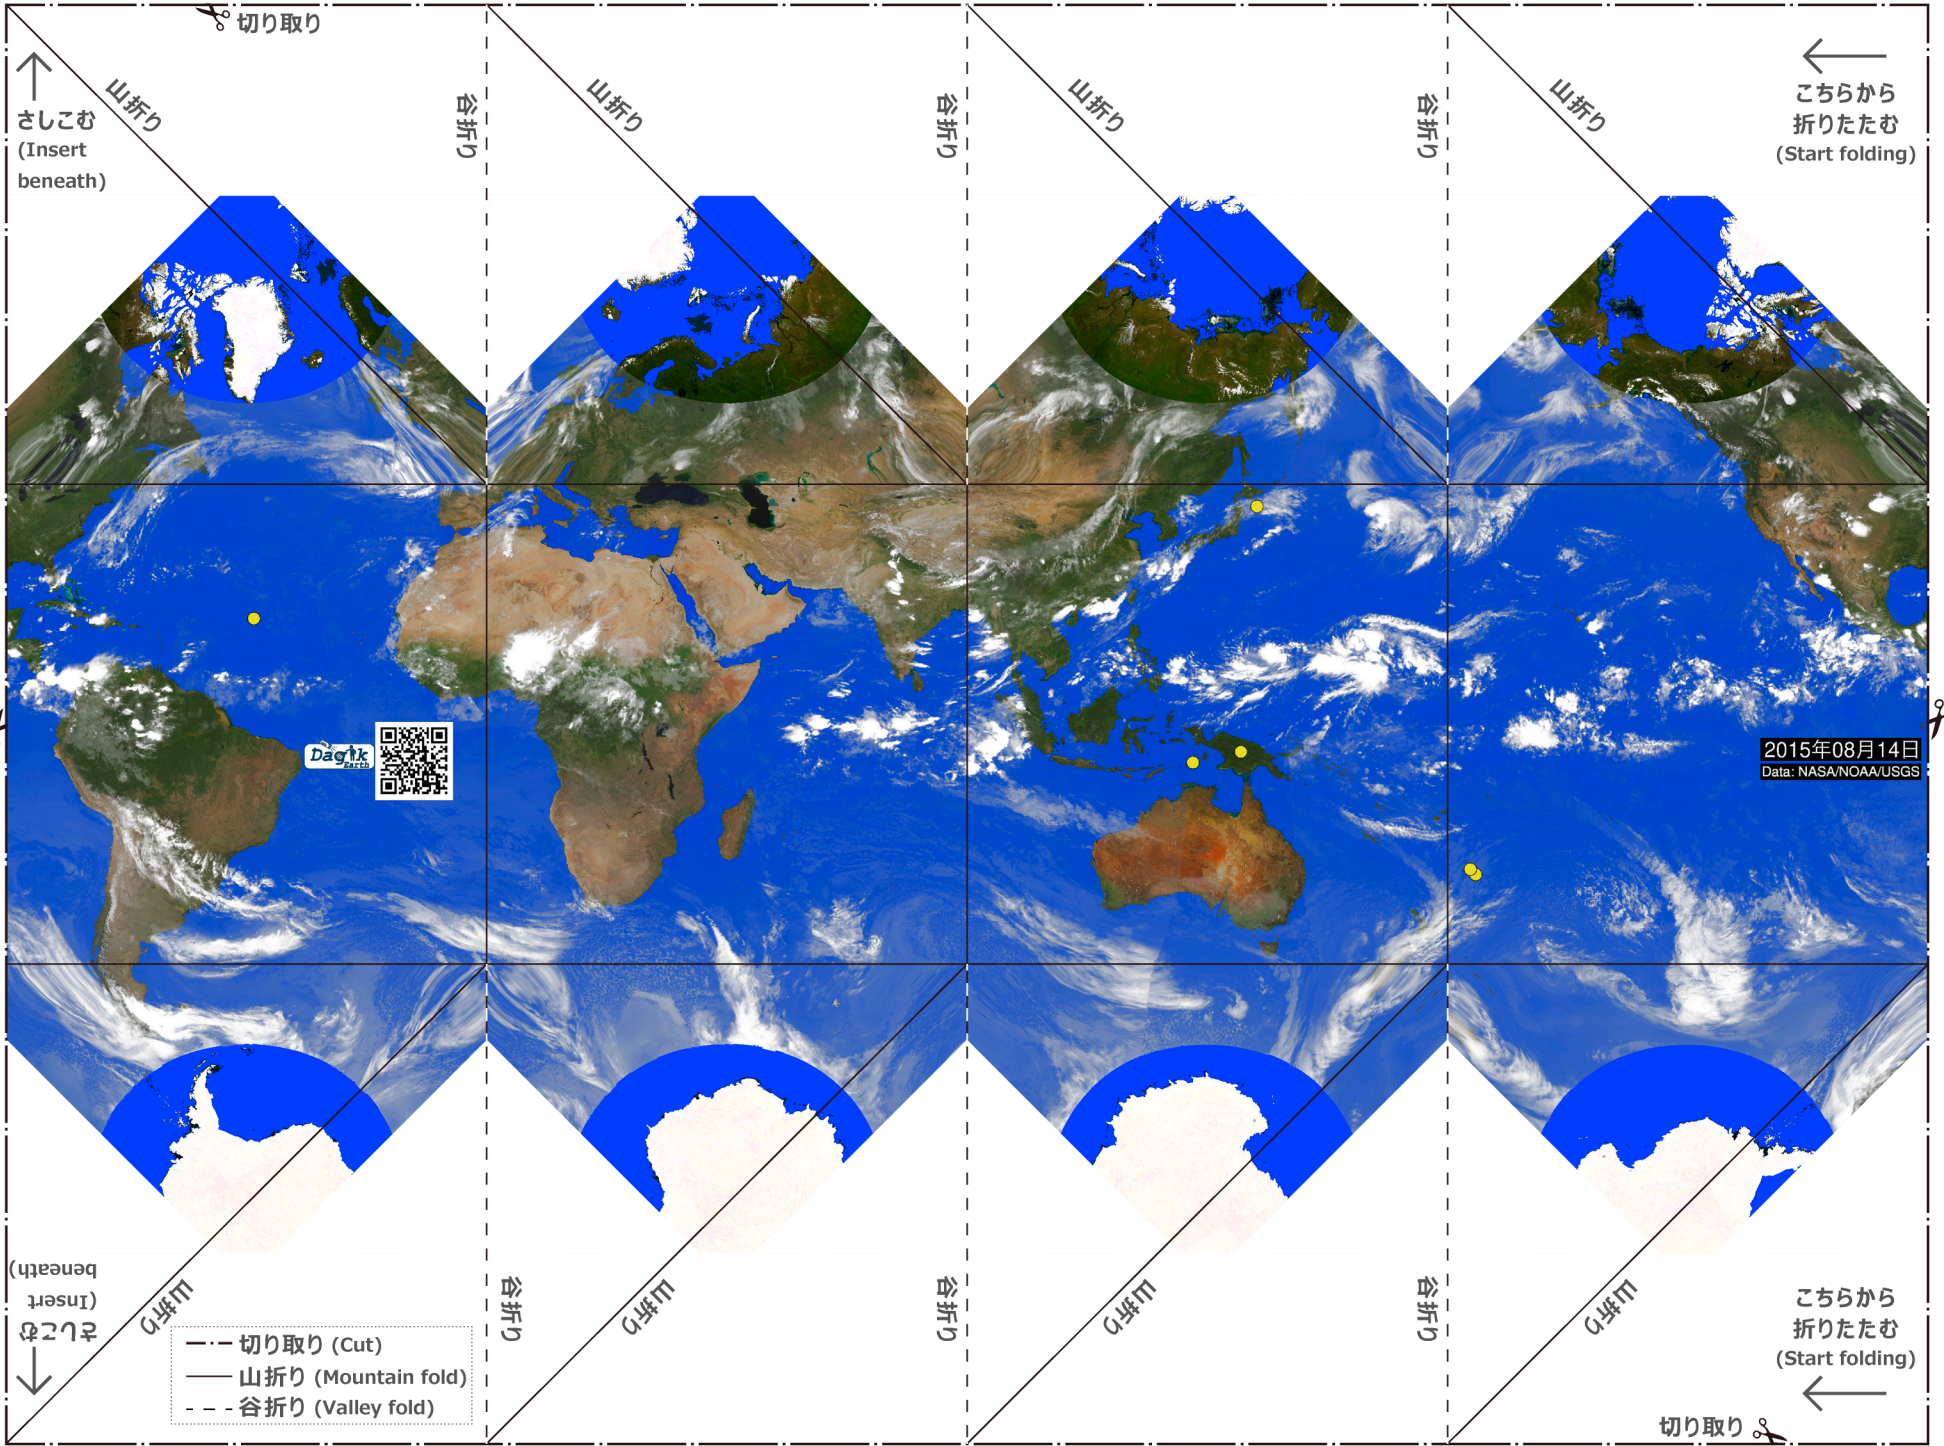 切り取り
山折り
谷折り
山折り
谷折り
山折り
谷折り
山折り
さしこむ
(Insert
beneath)
こちらから
折りたたむ
(Start folding)
Dagik
Earth
2015年08月14日
Data: NASA/NOAA/USGS
さしこむ
(Insert
beneath)
山折り
谷折り
山折り
谷折り
山折り
谷折り
山折り
こちらから
折りたたむ
(Start folding)
切り取り (Cut)
山折り (Mountain fold)
谷折り (Valley fold)
切り取り